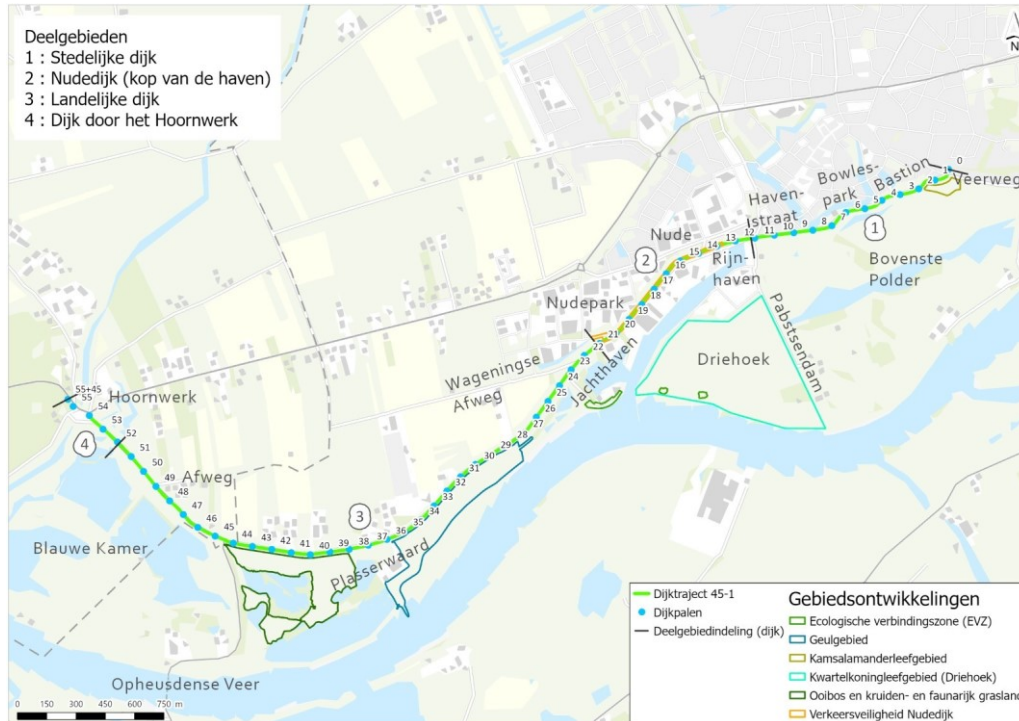 Deelgebieden
1 : Stedelijke dijk
2 : Nudedijk (kop van de haven)
3 : Landelijke dijk
4 : Dijk door het Hoornwerk
N
0
1
2
Veerweg
3
Bastion
4
5
Bowles-
park
6
1
7
8
9
10
11
12
Haven-
straat
Bovenste
Polder
13
14
15
Nude
Rijn-
haven
2
16
17
18
19
20
21
22
Nudepark
Pabstsendam
Driehoek
Jachthaven
23
24
25
26
27
28
Wageningse
Afweg
29
30
31
32
33
34
35
36
37
38
39
40
41
42
43
44
45
46
47
48
49
50
51
52
53
54
55
55+45
Hoornwerk
4
Afweg
3
Plasserwaard
Blauwe Kamer
Opheusdense Veer
0 150 300 450 600 750 m
Dijktraject 45-1
Dijkpalen
Deelgebiedindeling (dijk)
Gebiedsontwikkelingen
Ecologische verbindingszone (EVZ)
Geulgebied
Kamsalamanderleefgebied
Kwartelkoningleefgebied (Driehoek)
Ooibos en kruiden- en faunarijk grasland
Verkeersveiligheid Nudedijk